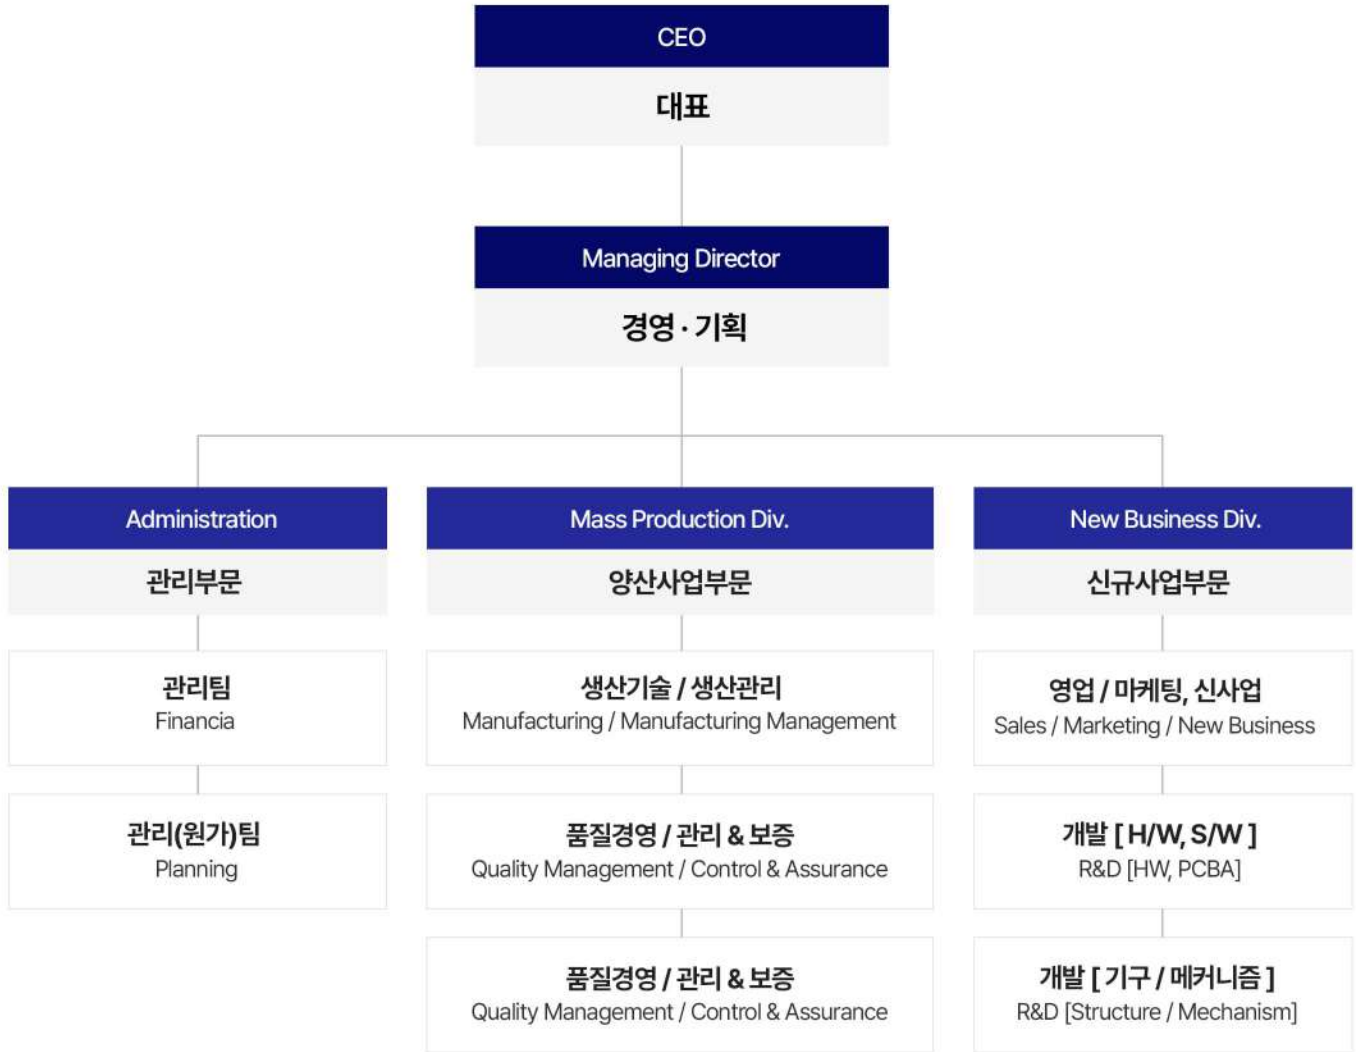 CEO
대표
Managing Director
경영 · 기획
Administration
관리부문
관리팀
Financia
관리(원가)팀
Planning
Mass Production Div.
양산사업부문
생산기술 / 생산관리
Manufacturing / Manufacturing Management
품질경영 / 관리 & 보증
Quality Management / Control & Assurance
품질경영 / 관리 & 보증
Quality Management / Control & Assurance
New Business Div.
신규사업부문
영업 / 마케팅, 신사업
Sales / Marketing / New Business
개발 [ H/W, S/W ]
R&D [HW, PCBA]
개발 [ 기구 / 메커니즘 ]
R&D [Structure / Mechanism]